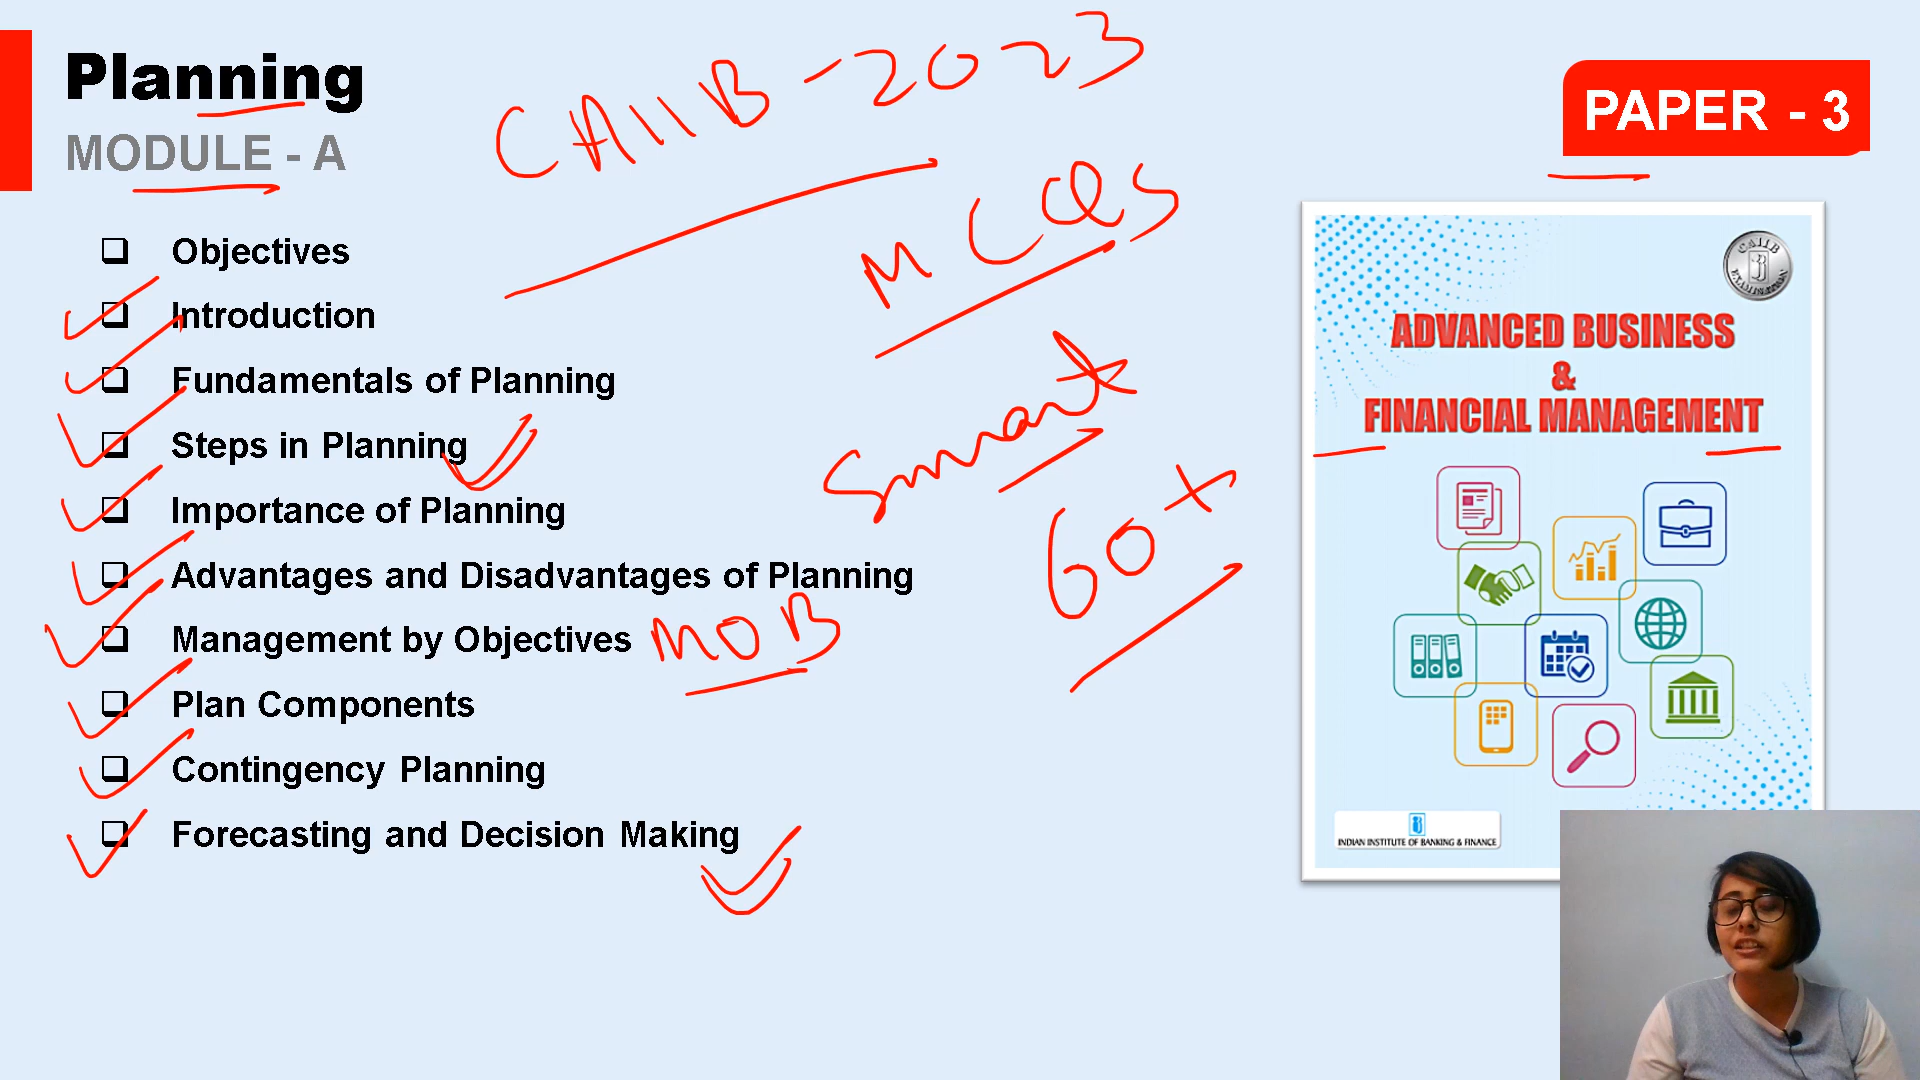 Planning
MODULE - A
CAIIB - 2023
PAPER - 3
MCQs
Objectives
Introduction
Fundamentals of Planning
Steps in Planning
Importance of Planning
Advantages and Disadvantages of Planning
Management by Objectives
MOB
Plan Components
Contingency Planning
Forecasting and Decision Making
Smart
60+
CAIIB
EXAMINATION
ADVANCED BUSINESS
&
FINANCIAL MANAGEMENT
INDIAN INSTITUTE OF BANKING & FINANCE